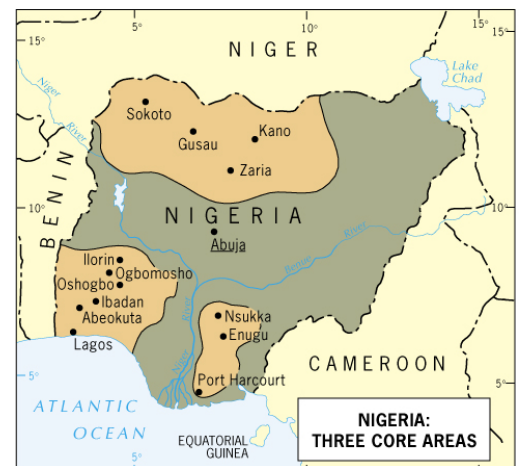 5°
10°
15°
15°
15°
NIGER
Lake
Chad
Niger
River
Sokoto
Gusau
Kano
Zaria
BENIN
10°
10°
NIGERIA
Abuja
River
Benue
Ilorin
Ogbomosho
Oshogbo
Ibadan
Abeokuta
Lagos
River
Niger
Nsukka
Enugu
Port Harcourt
CAMEROON
5°
5°
ATLANTIC
OCEAN
EQUATORIAL
GUINEA
5°
10°
NIGERIA:
THREE CORE AREAS